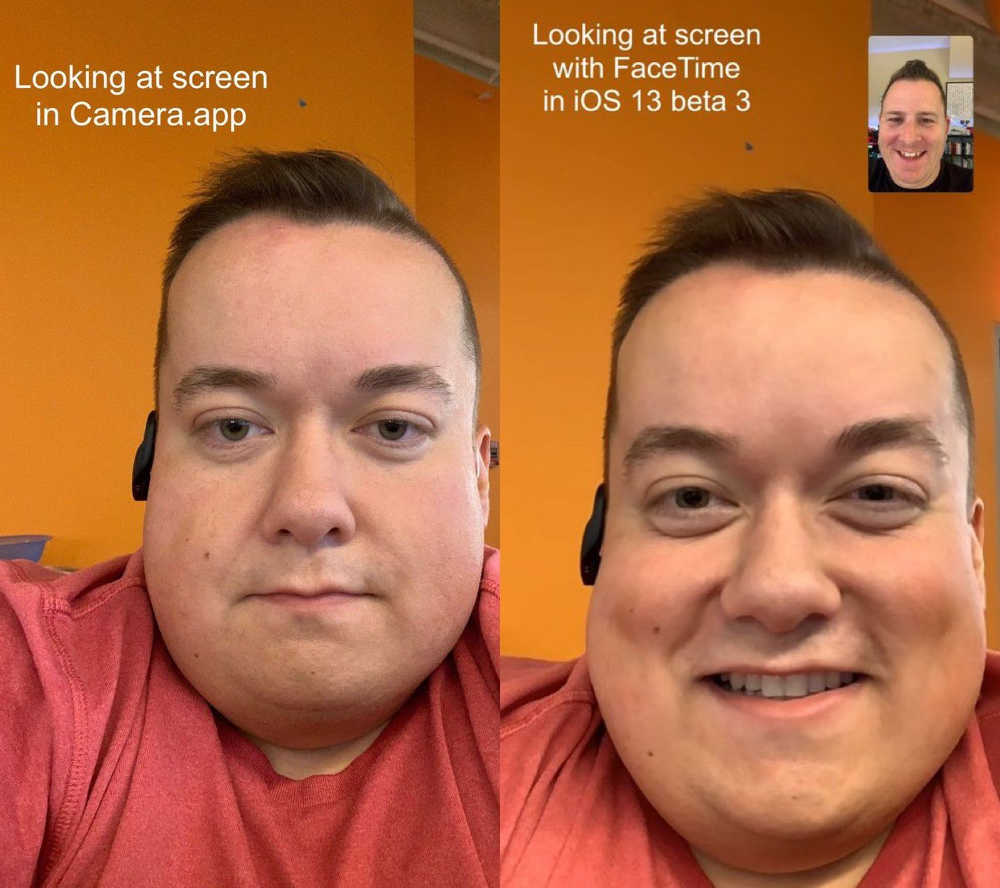 Looking at screen
in Camera.app
Looking at screen
with FaceTime
in iOS 13 beta 3